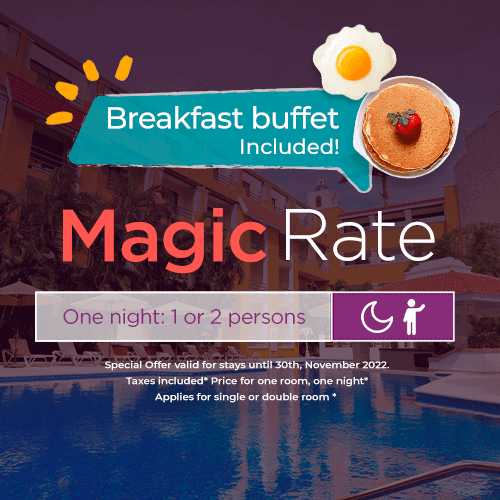 Breakfast buffet
Included!
Magic Rate
One night: 1 or 2 persons
Special Offer valid for stays until 30th, November 2022.
Taxes included* Price for one room, one night*
Applies for single or double room *